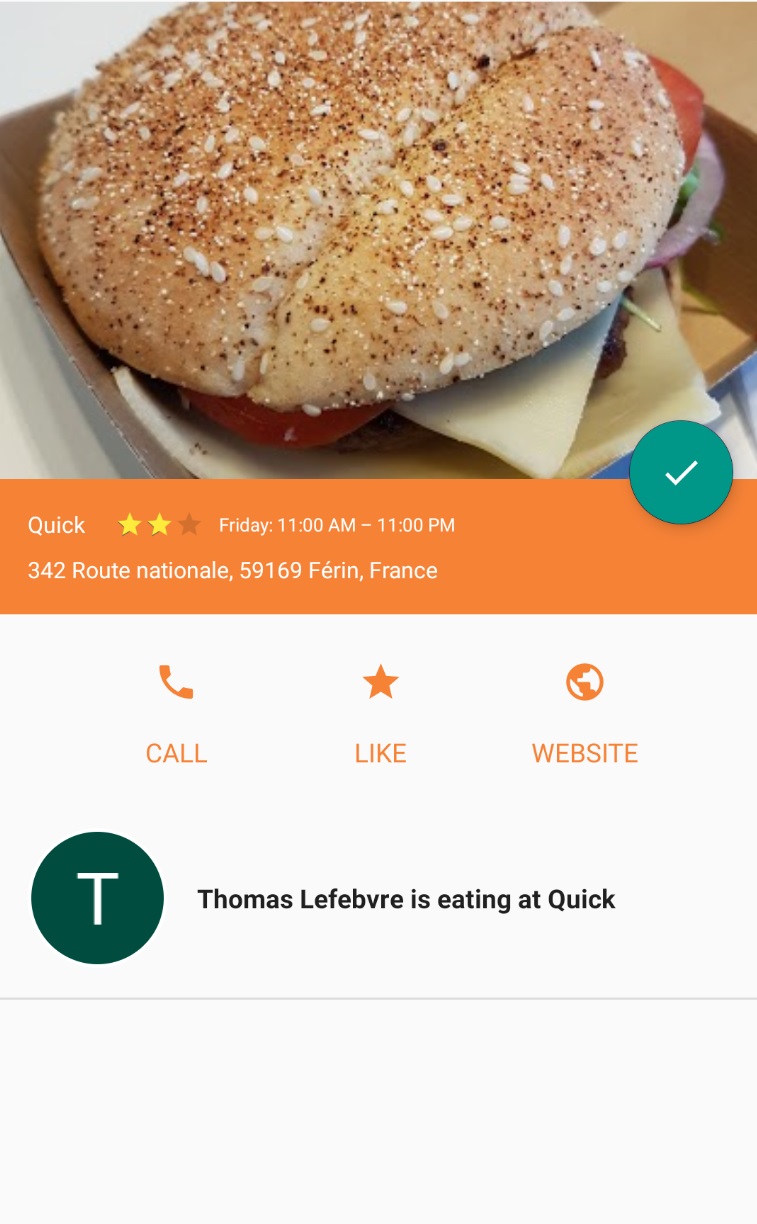 Quick Friday: 11:00 AM – 11:00 PM
342 Route nationale, 59169 Férin, France
CALL LIKE WEBSITE
T
Thomas Lefebvre is eating at Quick